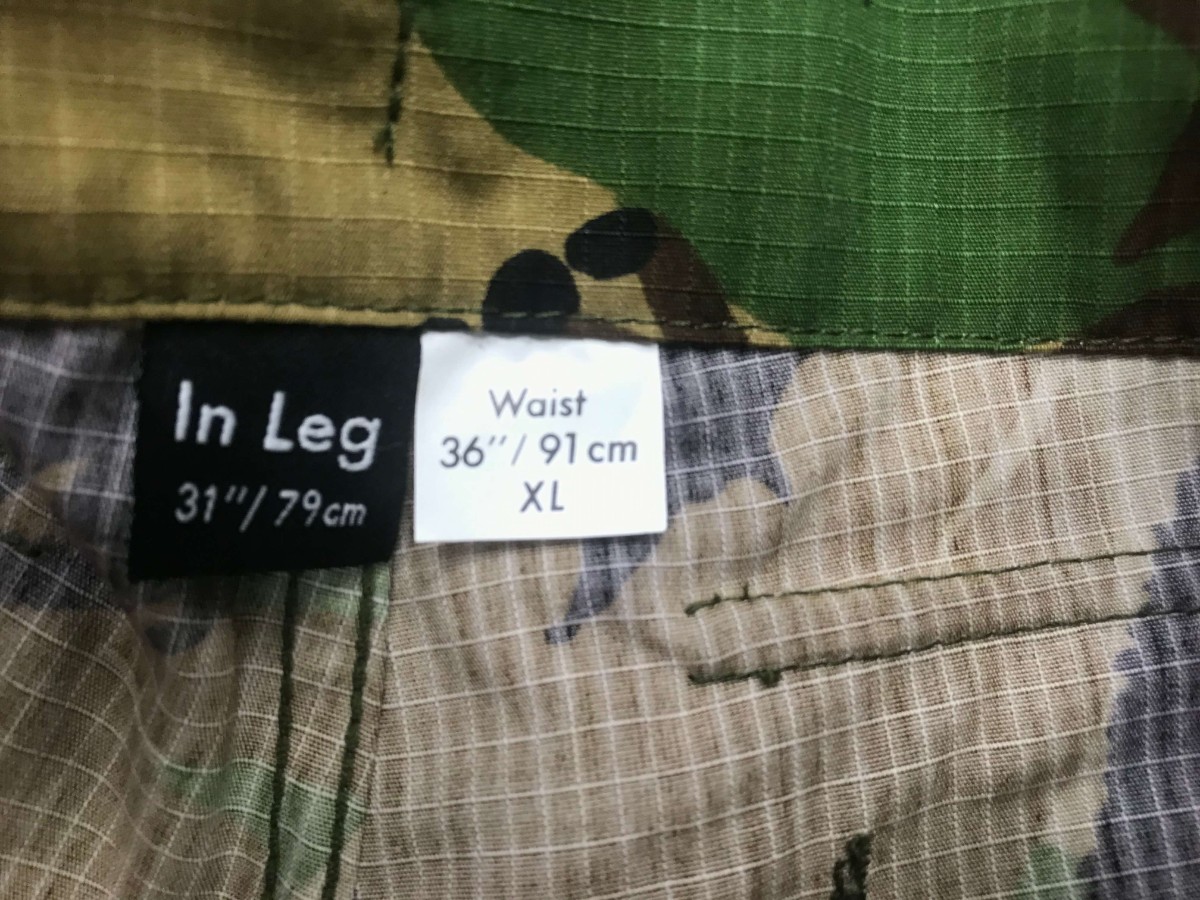 In Leg
31″/79cm
Waist
36″/91cm
XL